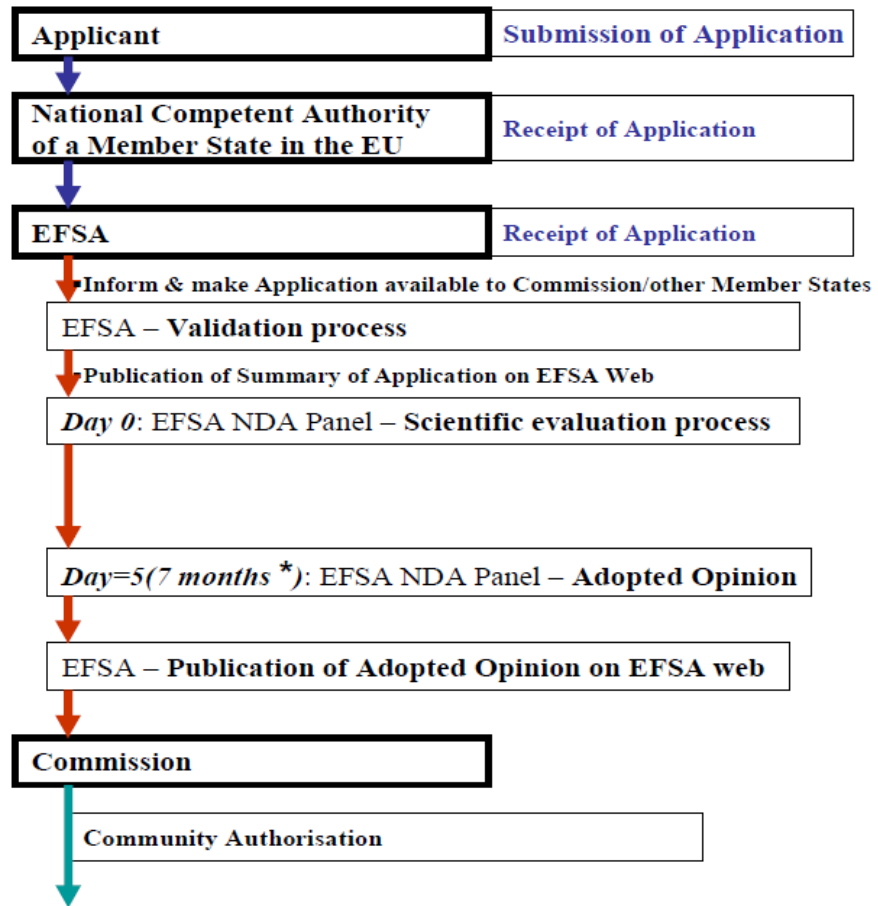 Applicant
Submission of Application
National Competent Authority
of a Member State in the EU
Receipt of Application
EFSA
Receipt of Application
▪Inform & make Application available to Commission/other Member States
EFSA – Validation process
▪Publication of Summary of Application on EFSA Web
Day 0: EFSA NDA Panel – Scientific evaluation process
Day=5(7 months *): EFSA NDA Panel – Adopted Opinion
EFSA – Publication of Adopted Opinion on EFSA web
Commission
Community Authorisation